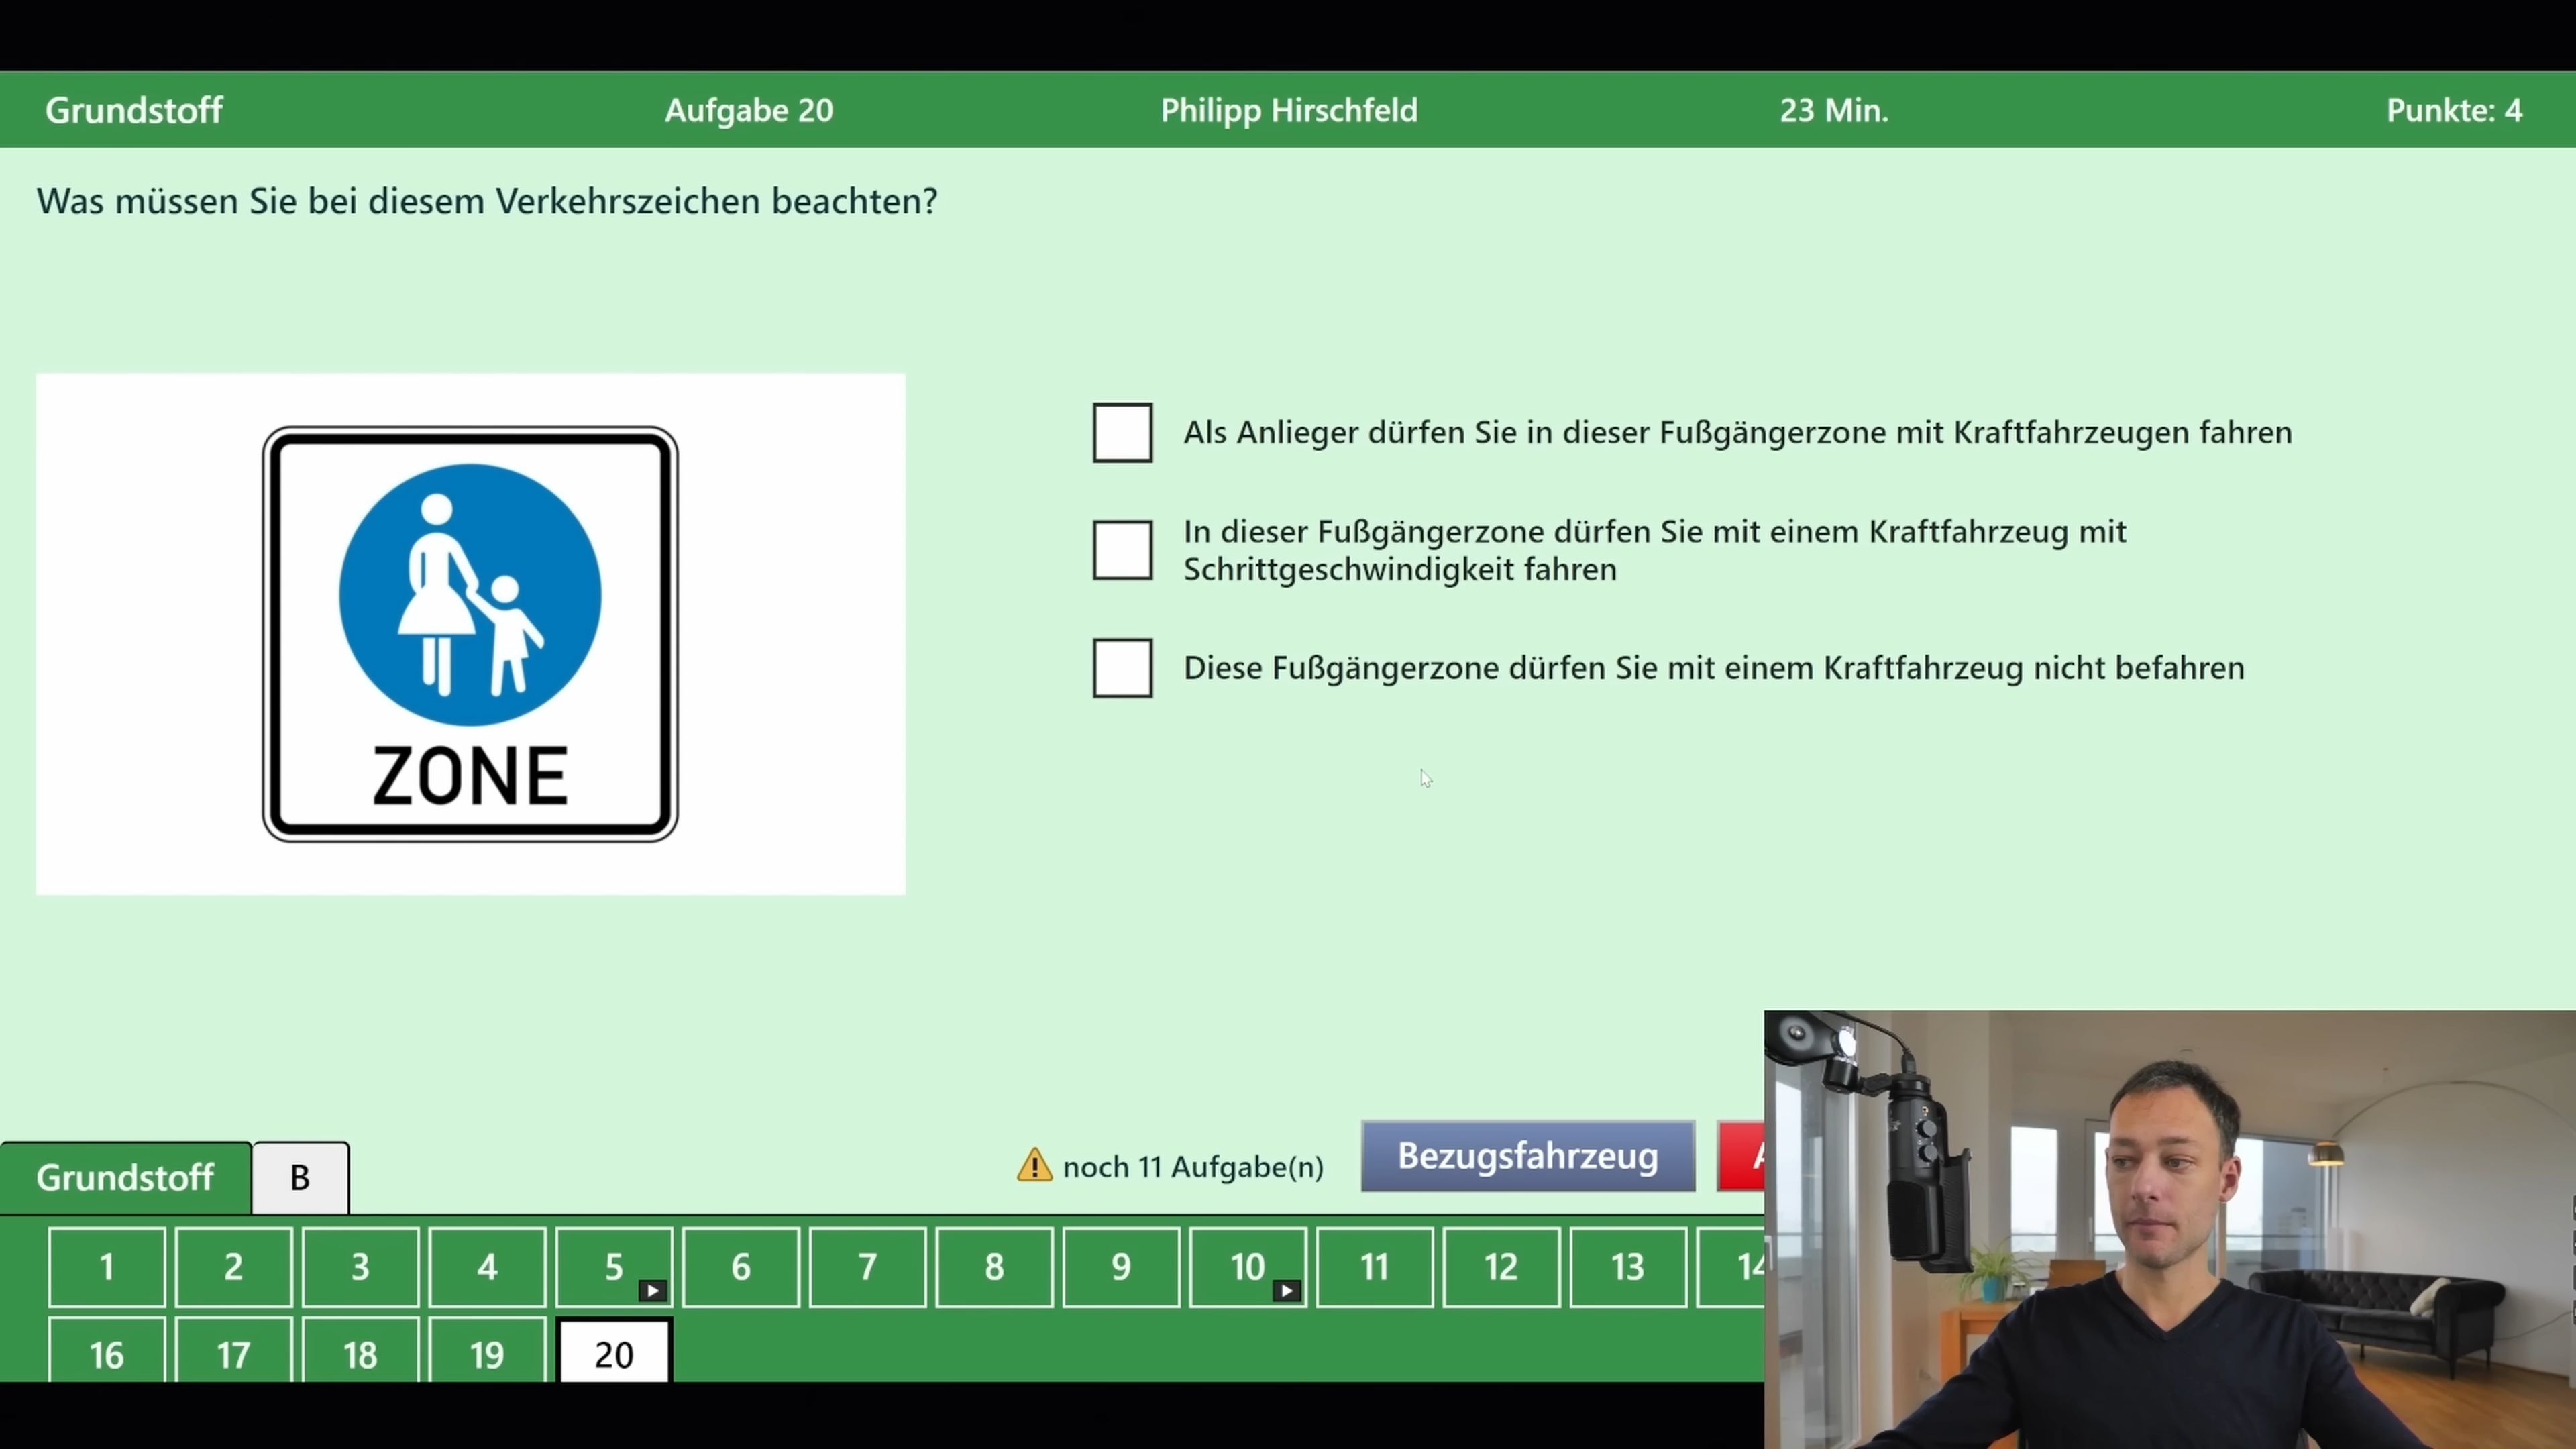 Grundstoff
Aufgabe 20
Philipp Hirschfeld
23 Min.
Punkte: 4
Was müssen Sie bei diesem Verkehrszeichen beachten?
ZONE
Als Anlieger dürfen Sie in dieser Fußgängerzone mit Kraftfahrzeugen fahren
In dieser Fußgängerzone dürfen Sie mit einem Kraftfahrzeug mit
Schrittgeschwindigkeit fahren
Diese Fußgängerzone dürfen Sie mit einem Kraftfahrzeug nicht befahren
noch 11 Aufgabe(n)
Bezugsfahrzeug
Grundstoff
B
1
2
3
4
5
6
7
8
9
10
11
12
13
14
16
17
18
19
20